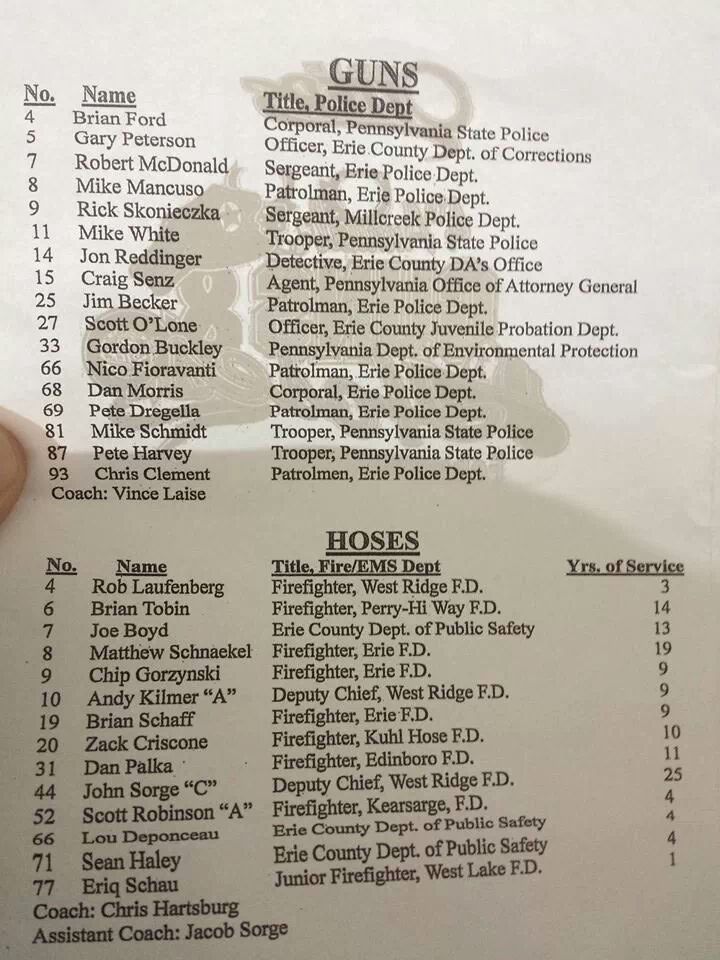 GUNS
No. Name Title, Police Dept
4 Brian Ford Corporal, Pennsylvania State Police
5 Gary Peterson Officer, Erie County Dept. of Corrections
7 Robert McDonald Sergeant, Erie Police Dept.
8 Mike Mancuso Patrolman, Erie Police Dept.
9 Rick Skonieczka Sergeant, Millcreek Police Dept.
11 Mike White Trooper, Pennsylvania State Police
14 Jon Reddinger Detective, Erie County DA's Office
15 Craig Senz Agent, Pennsylvania Office of Attorney General
25 Jim Becker Patrolman, Erie Police Dept.
27 Scott O'Lone Officer, Erie County Juvenile Probation Dept.
33 Gordon Buckley Pennsylvania Dept. of Environmental Protection
66 Nico Fioravanti Patrolman, Erie Police Dept.
68 Dan Morris Corporal, Erie Police Dept.
69 Pete Dregella Patrolman, Erie Police Dept.
81 Mike Schmidt Trooper, Pennsylvania State Police
87 Pete Harvey Trooper, Pennsylvania State Police
93 Chris Clement Patrolmen, Erie Police Dept.
Coach: Vince Laise
HOSES
No. Name Title, Fire/EMS Dept Yrs. of Service
4 Rob Laufenberg Firefighter, West Ridge F.D. 3
6 Brian Tobin Firefighter, Perry-Hi Way F.D. 14
7 Joe Boyd Erie County Dept. of Public Safety 13
8 Matthew Schnaekel Firefighter, Erie F.D. 19
9 Chip Gorzynski Firefighter, Erie F.D. 9
10 Andy Kilmer "A" Deputy Chief, West Ridge F.D. 9
19 Brian Schaff Firefighter, Erie F.D. 9
20 Zack Criscone Firefighter, Kuhl Hose F.D. 10
31 Dan Palka Firefighter, Edinboro F.D. 11
44 John Sorge "C" Deputy Chief, West Ridge F.D. 25
52 Scott Robinson "A" Firefighter, Kearsarge, F.D. 4
66 Lou Deponceau Erie County Dept. of Public Safety 4
71 Sean Haley Erie County Dept. of Public Safety 4
77 Eriq Schau Junior Firefighter, West Lake F.D. 1
Coach: Chris Hartsburg
Assistant Coach: Jacob Sorge